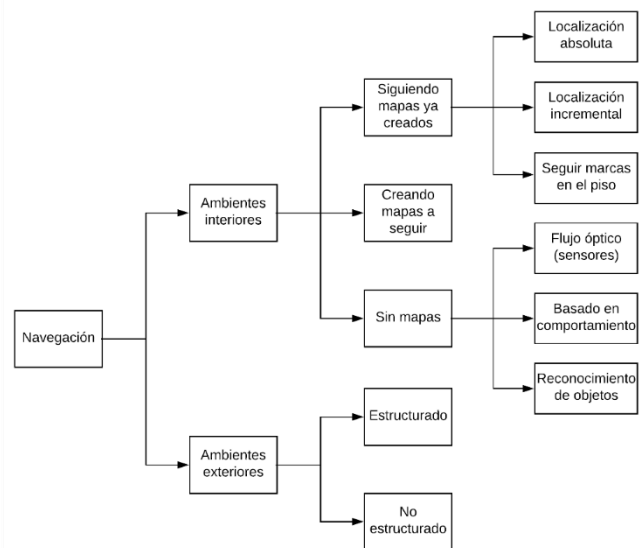 Navegación
Ambientes
interiores
Siguiendo
mapas ya
creados
Localización
absoluta
Localización
incremental
Seguir marcas
en el piso
Creando
mapas a
seguir
Sin mapas
Flujo óptico
(sensores)
Basado en
comportamiento
Reconocimiento
de objetos
Ambientes
exteriores
Estructurado
No
estructurado